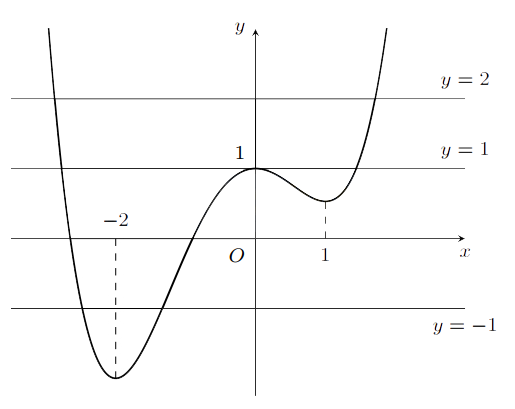 y
y = 2
1
y = 1
−2
O
1
x
y = −1